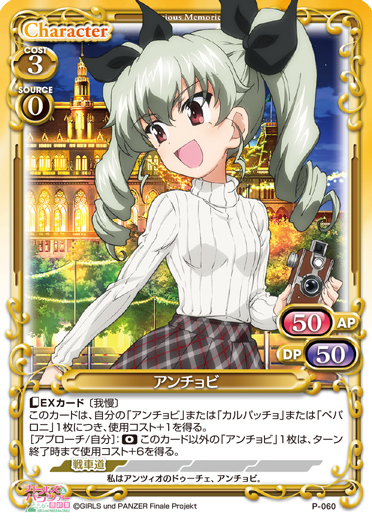 Precious Memories
Character
COST
3
SOURCE
0
50 AP
DP 50
アンチョビ
EXカード〔我慢〕
このカードは、自分の「アンチョビ」または「カルパッチョ」または「ペパ
ロニ」1枚につき、使用コスト+1を得る。
[アプローチ/自分]:このカード以外の「アンチョビ」1枚は、ターン
終了時まで使用コスト+6を得る。
戦車道
私はアンツィオのドゥーチェ、アンチョビ。
©GIRLS und PANZER Finale Projekt
P-060